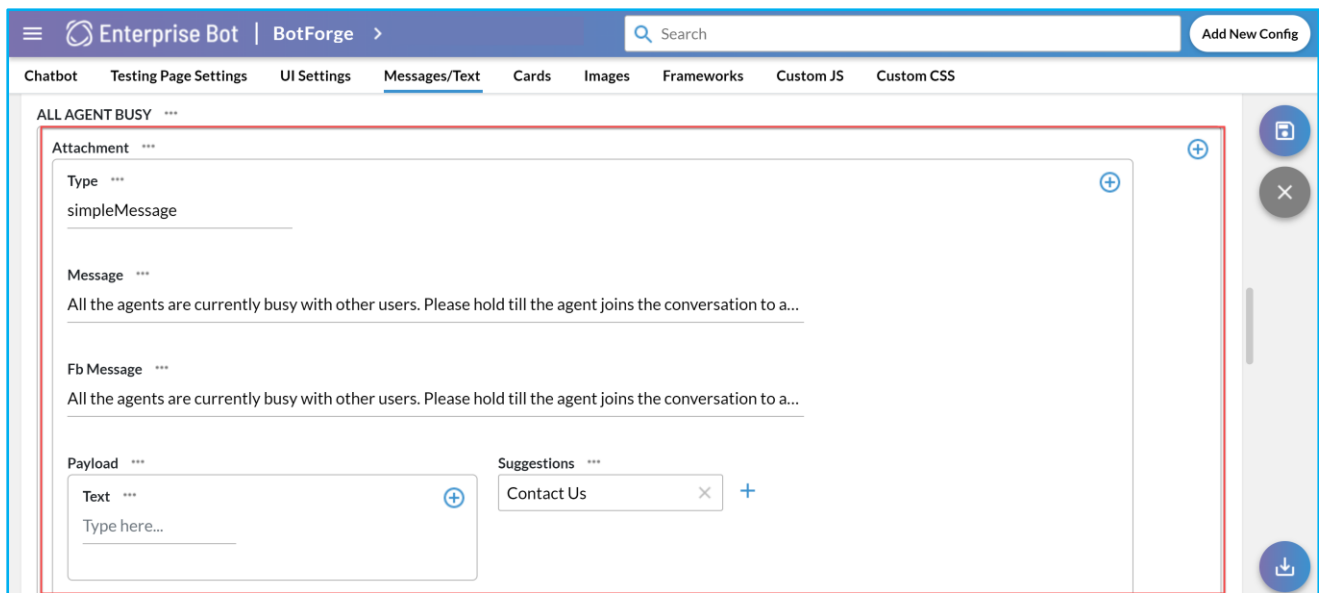 Enterprise Bot | BotForge >
Search
Add New Config
Chatbot Testing Page Settings UI Settings Messages/Text Cards Images Frameworks Custom JS Custom CSS
ALL AGENT BUSY
Attachment
Type
simpleMessage
Message
All the agents are currently busy with other users. Please hold till the agent joins the conversation to a...
Fb Message
All the agents are currently busy with other users. Please hold till the agent joins the conversation to a...
Payload
Suggestions
Text
Contact Us
Type here...